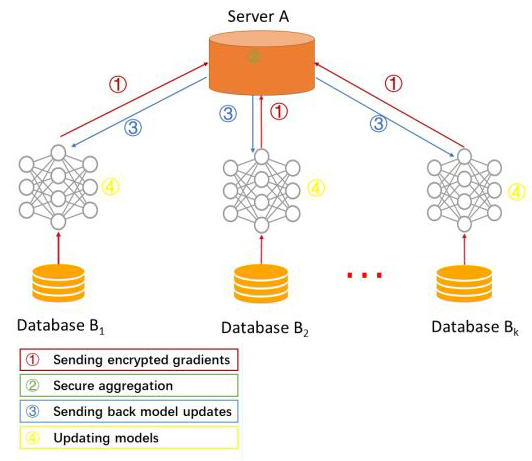 Server A
②
①
①
①
③
③
③
④
④
④
...
Database B₁
Database B₂
Database Bₖ
① Sending encrypted gradients
② Secure aggregation
③ Sending back model updates
④ Updating models